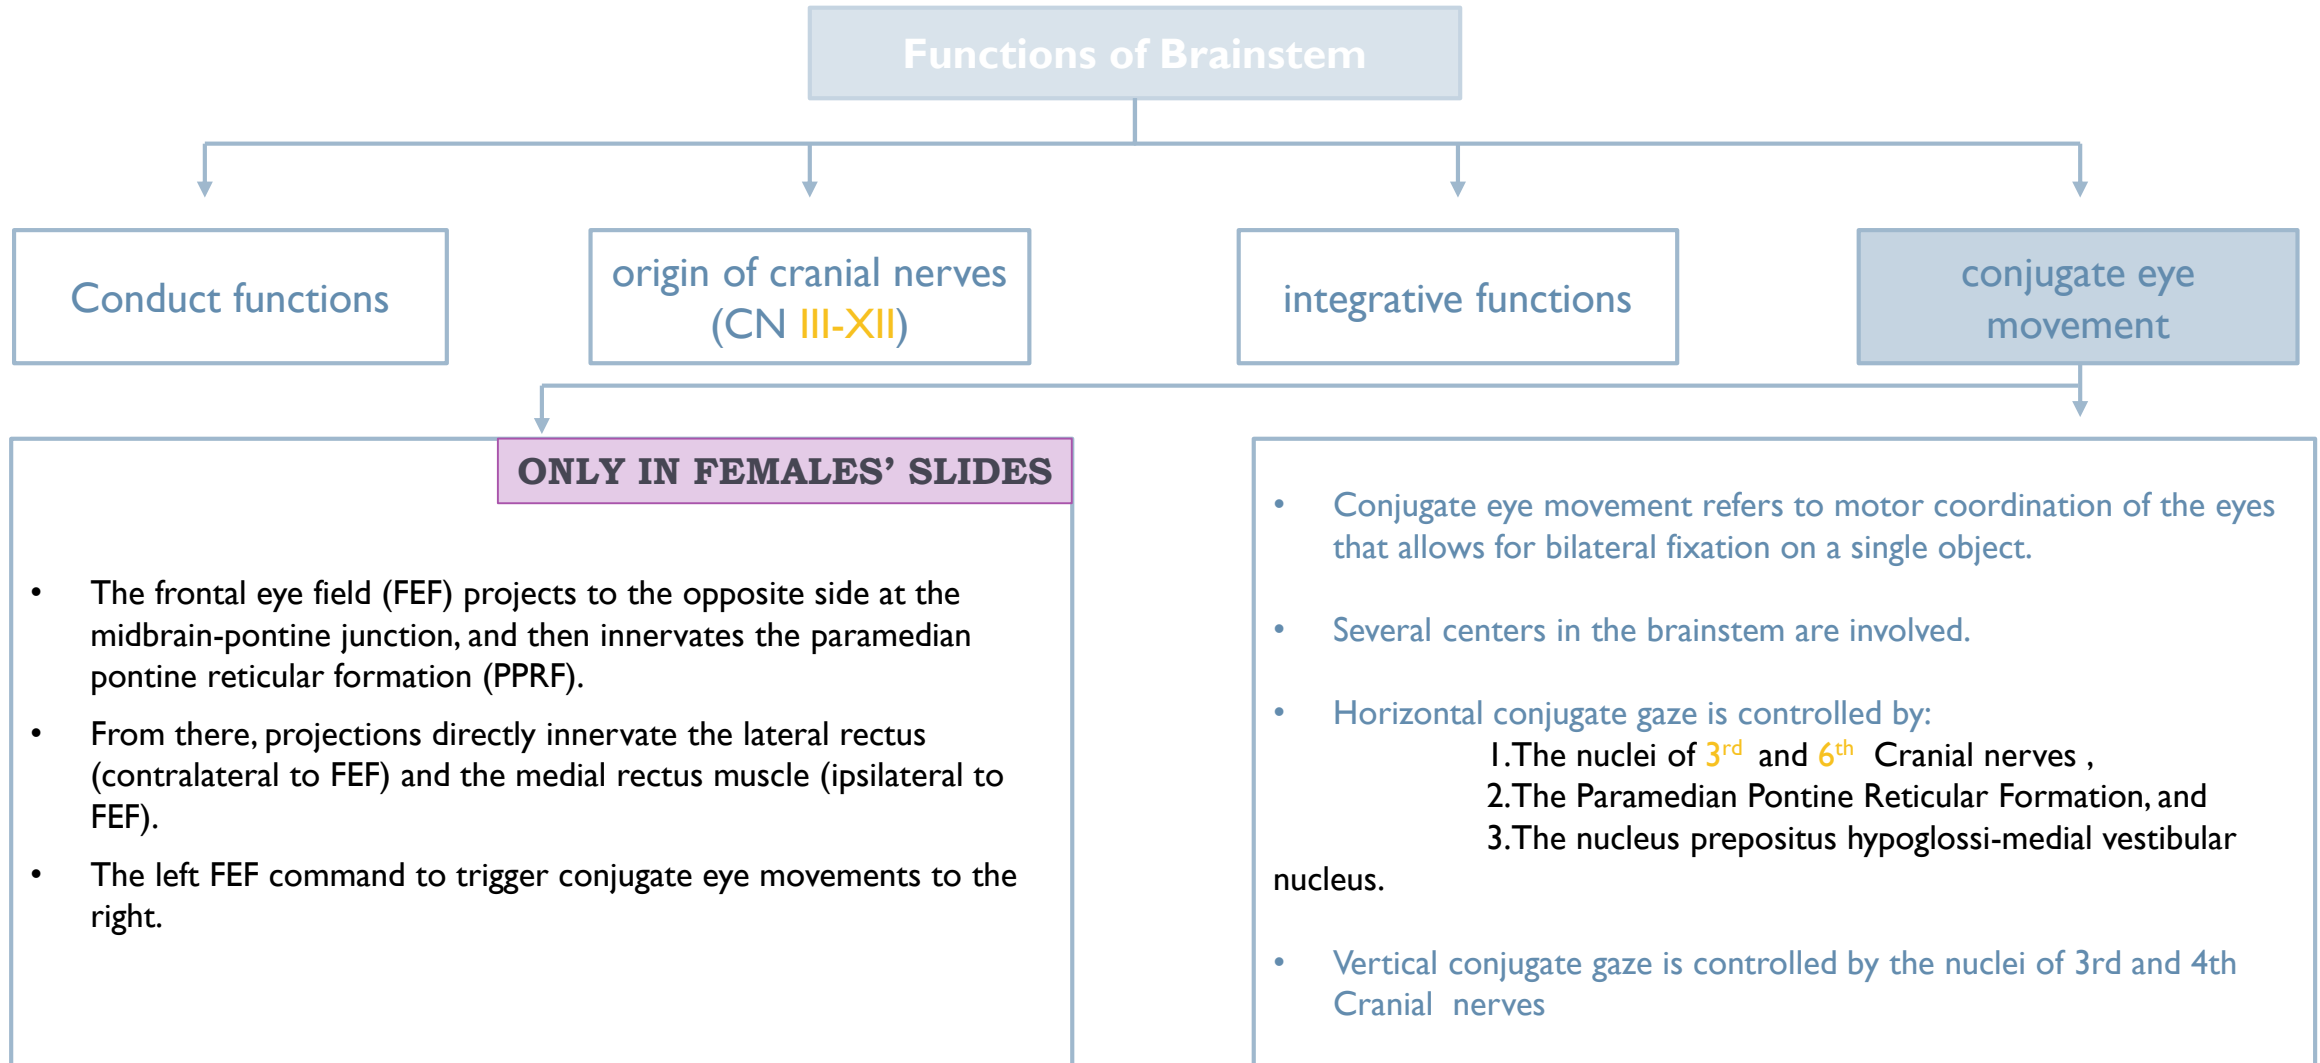 Functions of Brainstem
Conduct functions
origin of cranial nerves
(CN III-XII)
integrative functions
conjugate eye
movement
ONLY IN FEMALES’ SLIDES
• The frontal eye field (FEF) projects to the opposite side at the
midbrain-pontine junction, and then innervates the paramedian
pontine reticular formation (PPRF).
• From there, projections directly innervate the lateral rectus
(contralateral to FEF) and the medial rectus muscle (ipsilateral to
FEF).
• The left FEF command to trigger conjugate eye movements to the
right.
• Conjugate eye movement refers to motor coordination of the eyes
that allows for bilateral fixation on a single object.
• Several centers in the brainstem are involved.
• Horizontal conjugate gaze is controlled by:
1.The nuclei of 3rd and 6th Cranial nerves ,
2.The Paramedian Pontine Reticular Formation, and
3.The nucleus prepositus hypoglossi-medial vestibular
nucleus.
• Vertical conjugate gaze is controlled by the nuclei of 3rd and 4th
Cranial nerves